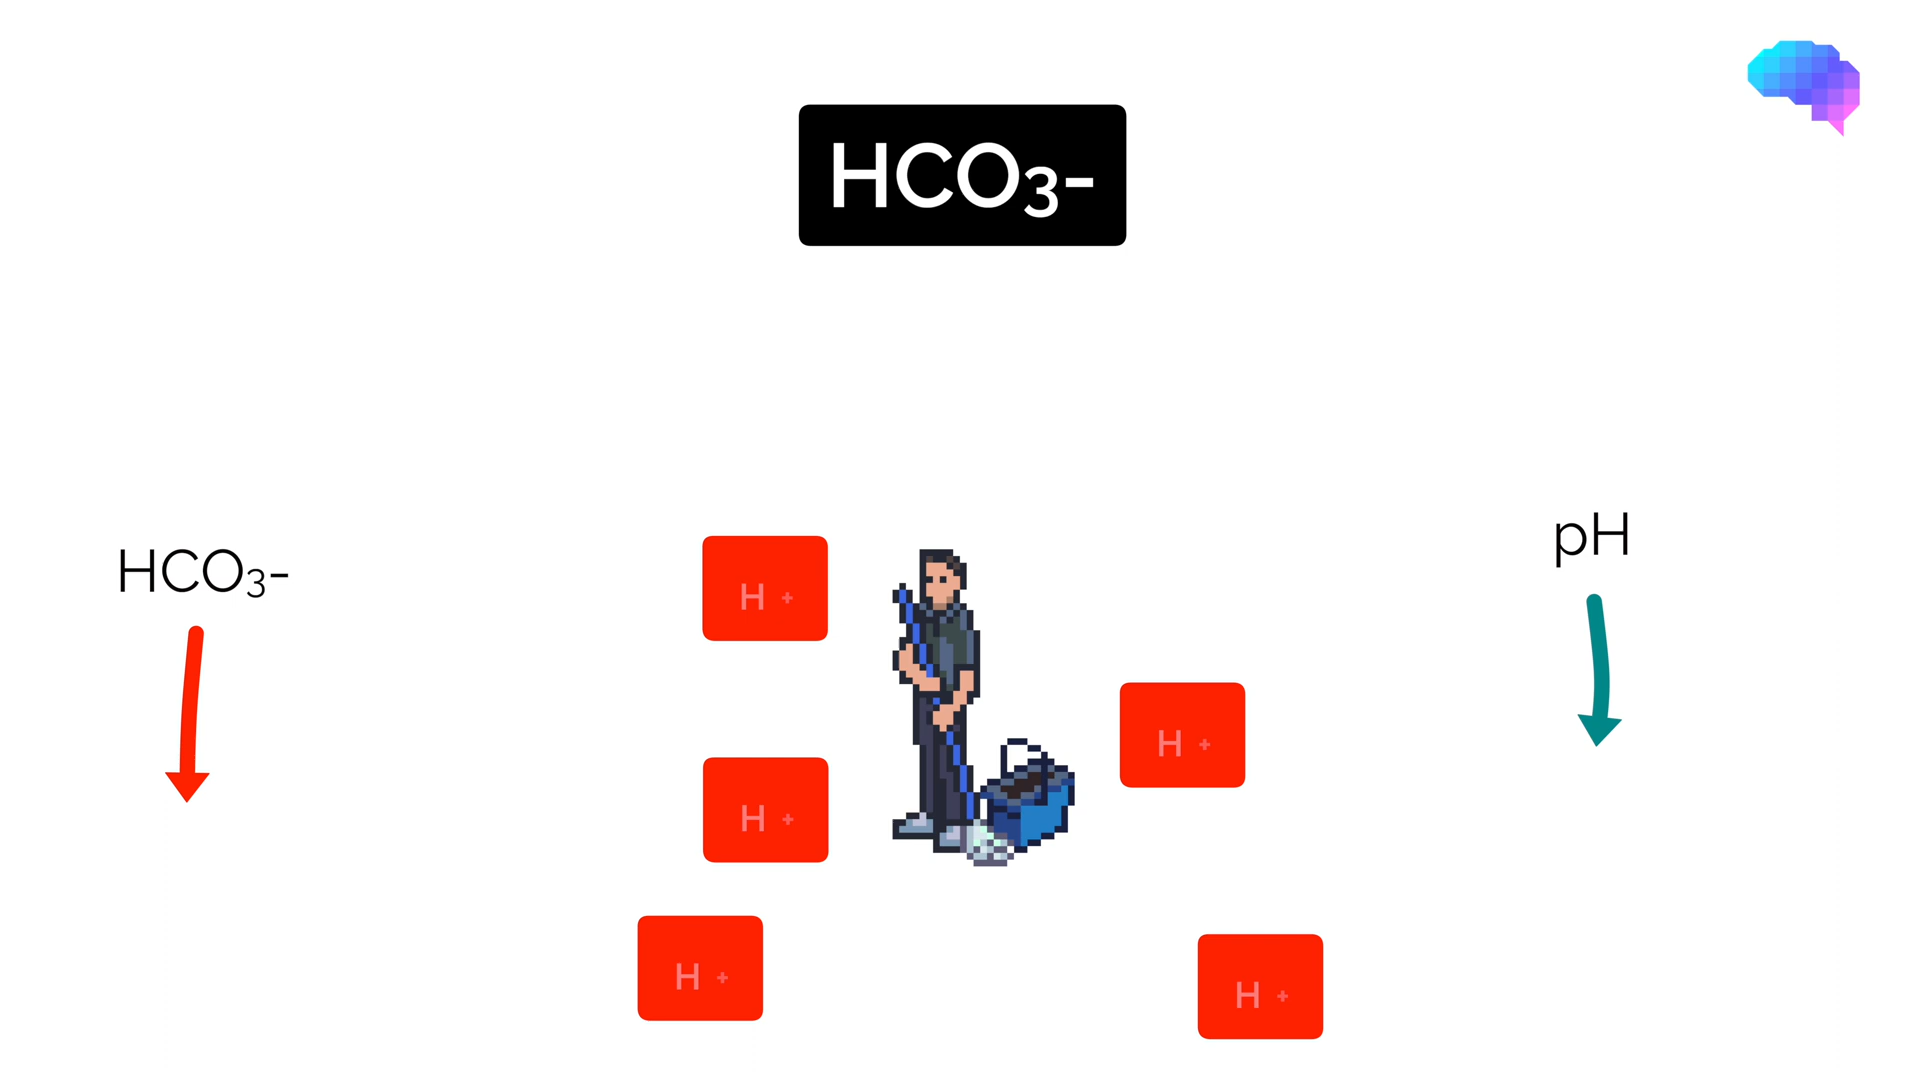 HCO₃-
HCO₃-
pH
H +
H +
H +
H +
H +